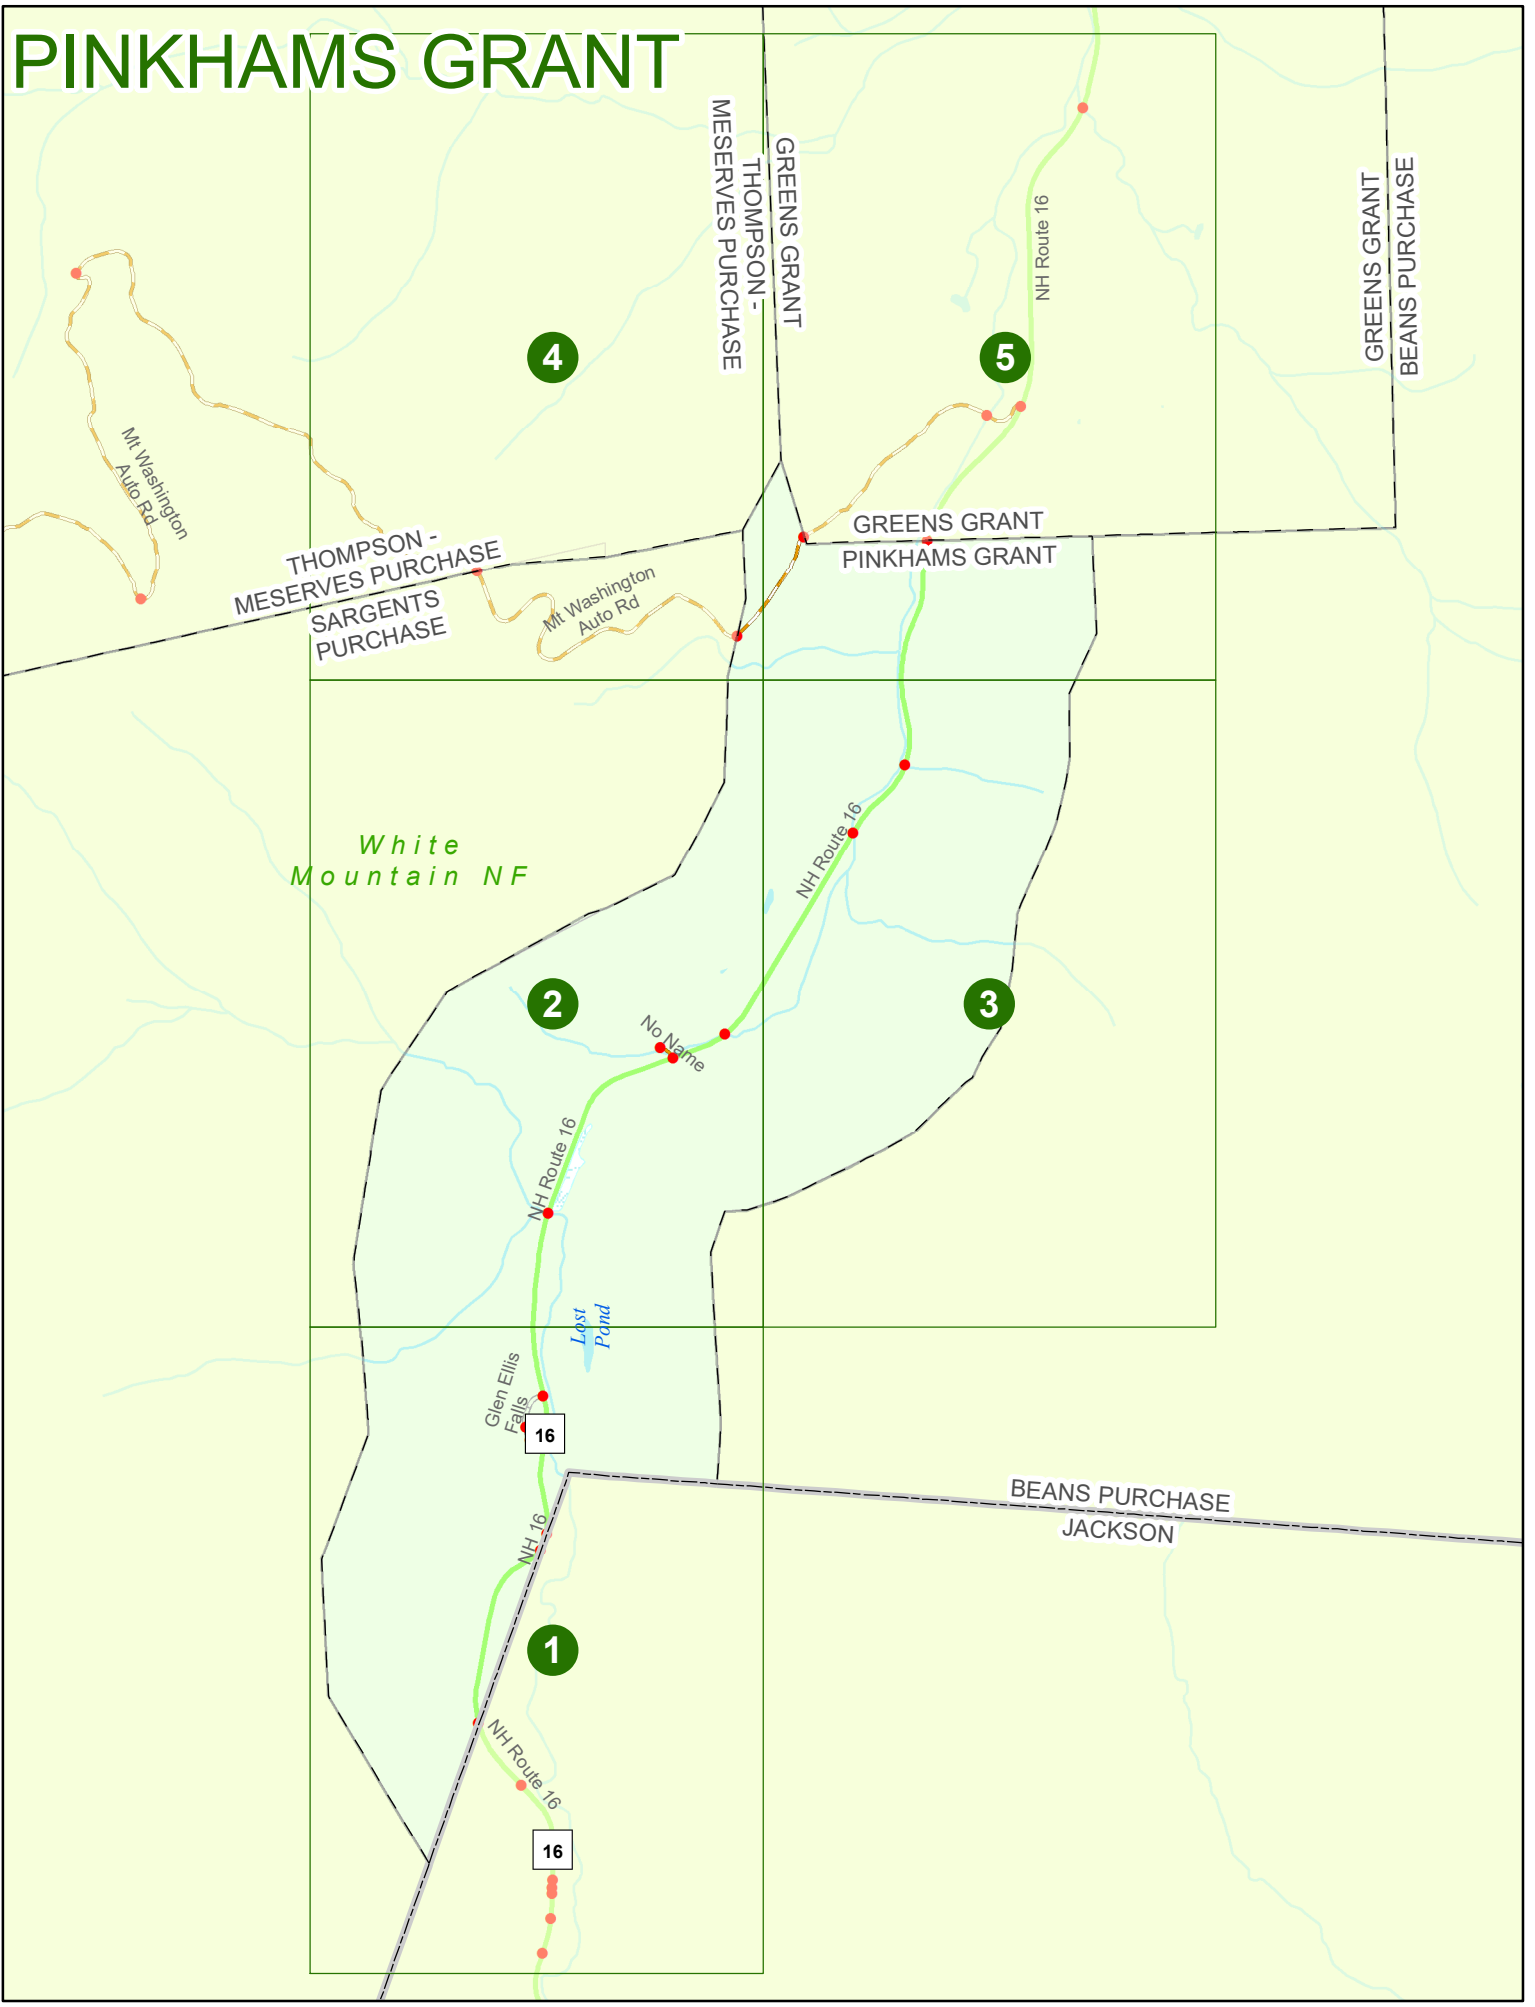 PINKHAMS GRANT
THOMPSON -
MESERVES PURCHASE
GREENS GRANT
NH Route 16
GREENS GRANT
BEANS PURCHASE
4
5
Mt Washington
Auto Rd
THOMPSON -
MESERVES PURCHASE
SARGENTS
PURCHASE
Mt Washington
Auto Rd
GREENS GRANT
PINKHAMS GRANT
White
Mountain NF
NH Route 16
2
3
No Name
NH Route 16
Lost
Pond
Glen Ellis
Falls
16
BEANS PURCHASE
JACKSON
NH 16
1
NH Route 16
16